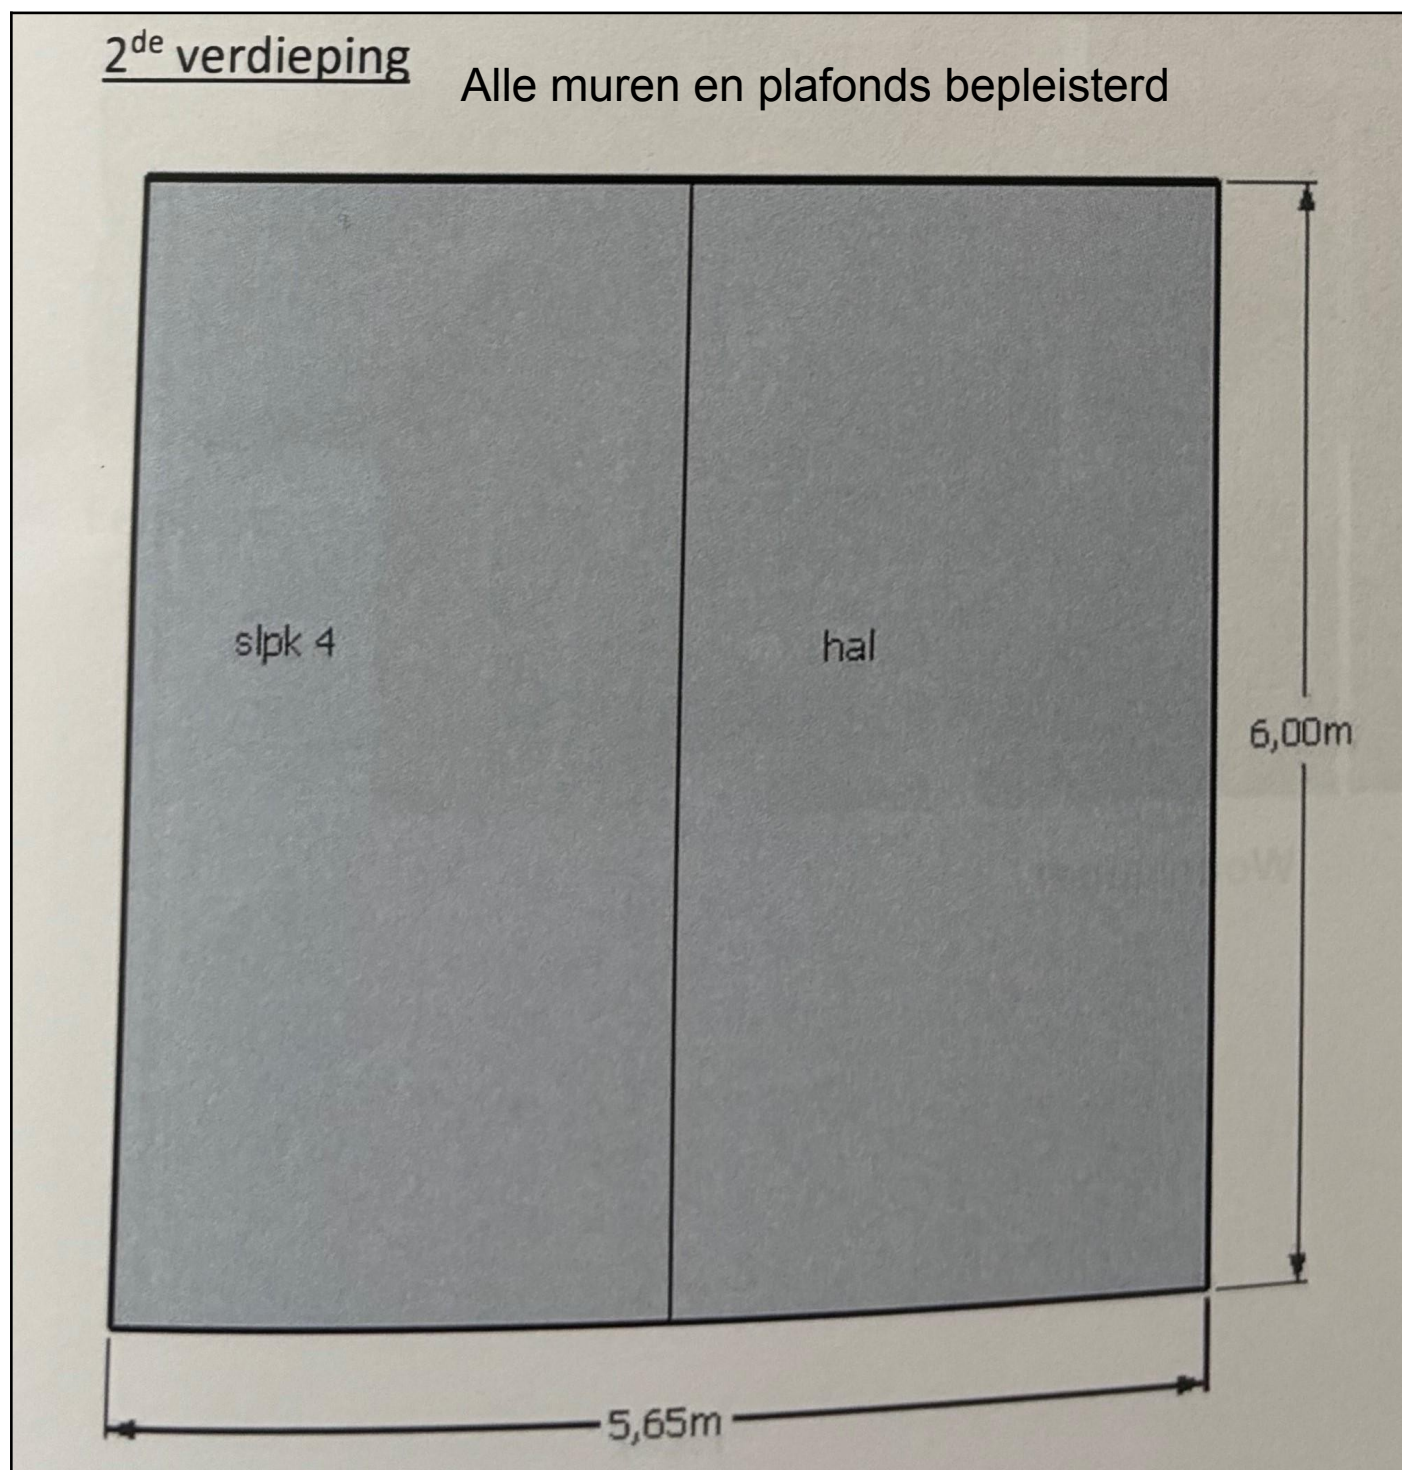 2de verdieping
Alle muren en plafonds bepleisterd
slpk 4
hal
6,00m
5,65m